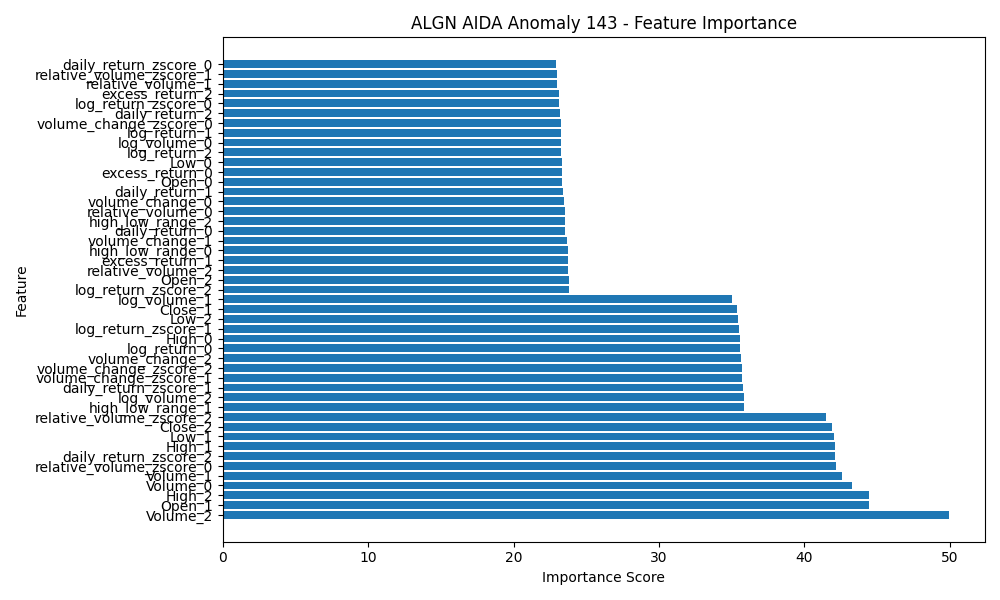 ALGN AIDA Anomaly 143 - Feature Importance
daily_return_zscore_0
relative_volume_zscore_1
relative_volume_1
excess_return_2
log_return_zscore_0
daily_return_2
volume_change_zscore_0
log_return_1
log_volume_0
log_return_2
Low_0
excess_return_0
Open_0
daily_return_1
volume_change_0
relative_volume_0
high_low_range_2
daily_return_0
volume_change_1
high_low_range_0
excess_return_1
relative_volume_2
Open_2
log_return_zscore_2
log_volume_1
Close_1
Low_2
log_return_zscore_1
High_0
log_return_0
volume_change_2
volume_change_zscore_2
volume_change_zscore_1
daily_return_zscore_1
log_volume_2
high_low_range_1
relative_volume_zscore_2
Close_2
Low_1
High_1
daily_return_zscore_2
relative_volume_zscore_0
Volume_1
Volume_0
High_2
Open_1
Volume_2
Feature
0 10 20 30 40 50
Importance Score